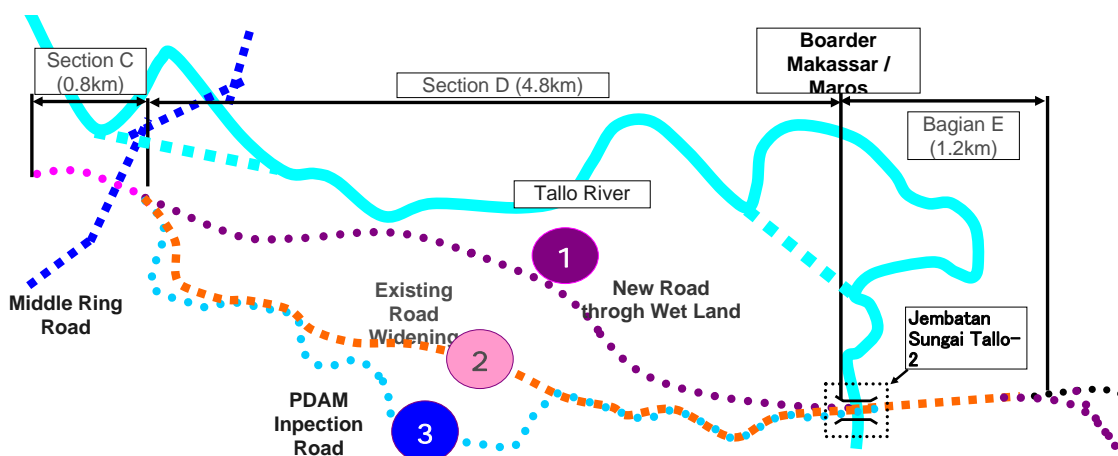 Section C
(0.8km)
Section D (4.8km)
Boarder
Makassar /
Maros
Bagian E
(1.2km)
Tallo River
1
New Road
throgh Wet Land
Middle Ring
Road
Existing
Road
Widening
2
Jembatan
Sungai Tallo-
2
PDAM
Inpection
Road
3